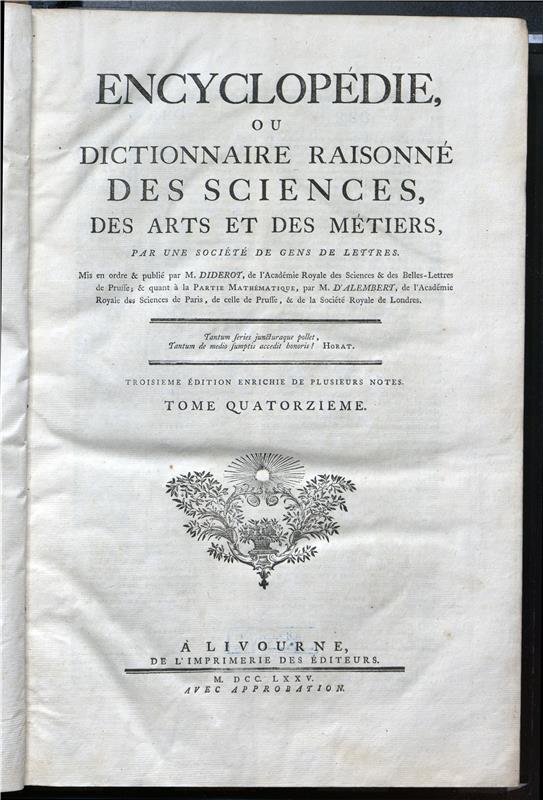 ENCYCLOPÉDIE,
OU
DICTIONNAIRE RAISONNÉ
DES SCIENCES,
DES ARTS ET DES MÉTIERS,
PAR UNE SOCIÉTÉ DE GENS DE LETTRES.
Mis en ordre & publié par M. DIDEROT, de l'Académie Royale des Sciences & des Belles-Lettres
de Prusse; & quant à la PARTIE MATHÉMATIQUE, par M. D'ALEMBERT, de l'Académie
Royale des Sciences de Paris, de celle de Prusse, & de la Société Royale de Londres.
Tantum series juncturaque pollet,
Tantum de medio sumptis accedit honoris! HORAT.
TROISIEME ÉDITION ENRICHIE DE PLUSIEURS NOTES.
TOME QUATORZIEME.
À LIVOURNE,
DE L'IMPRIMERIE DES ÉDITEURS.
M. DCC. LXXV.
AVEC APPROBATION.